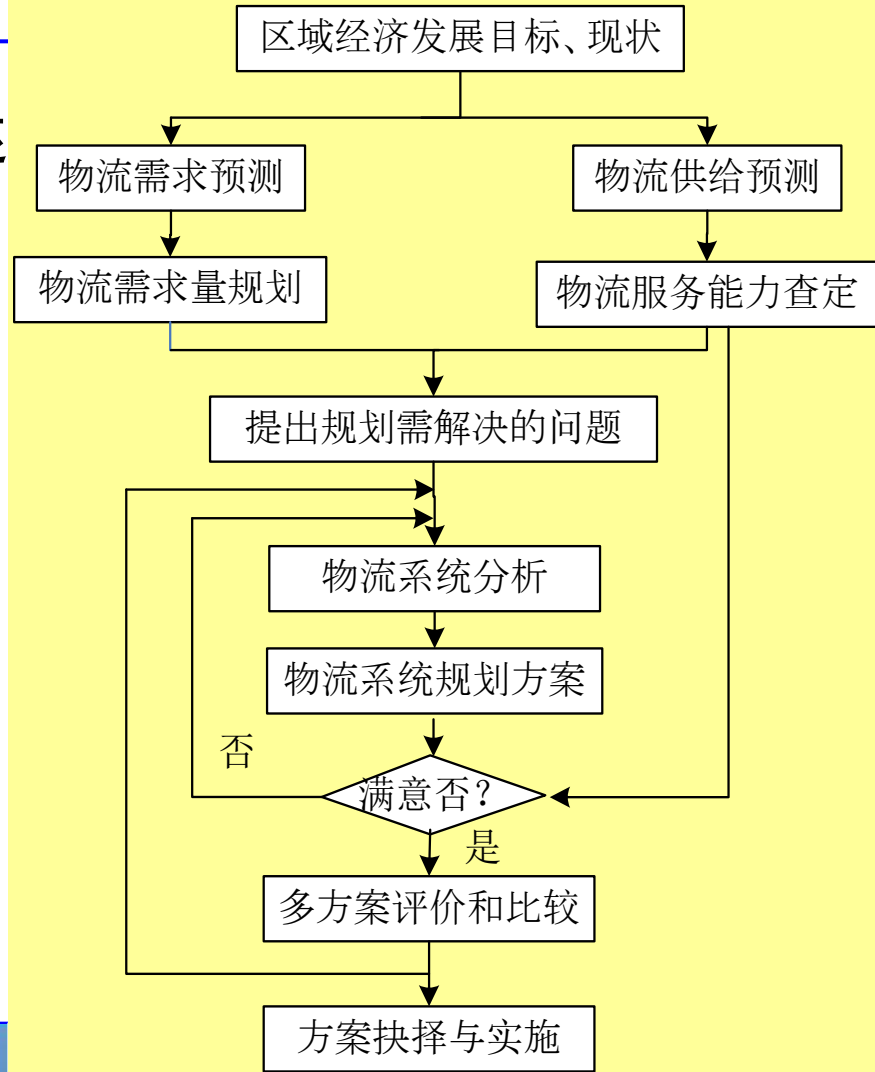 区域经济发展目标、现状
物流需求预测
物流供给预测
物流需求量规划
物流服务能力查定
提出规划需解决的问题
物流系统分析
物流系统规划方案
否
满意否？
是
多方案评价和比较
方案抉择与实施